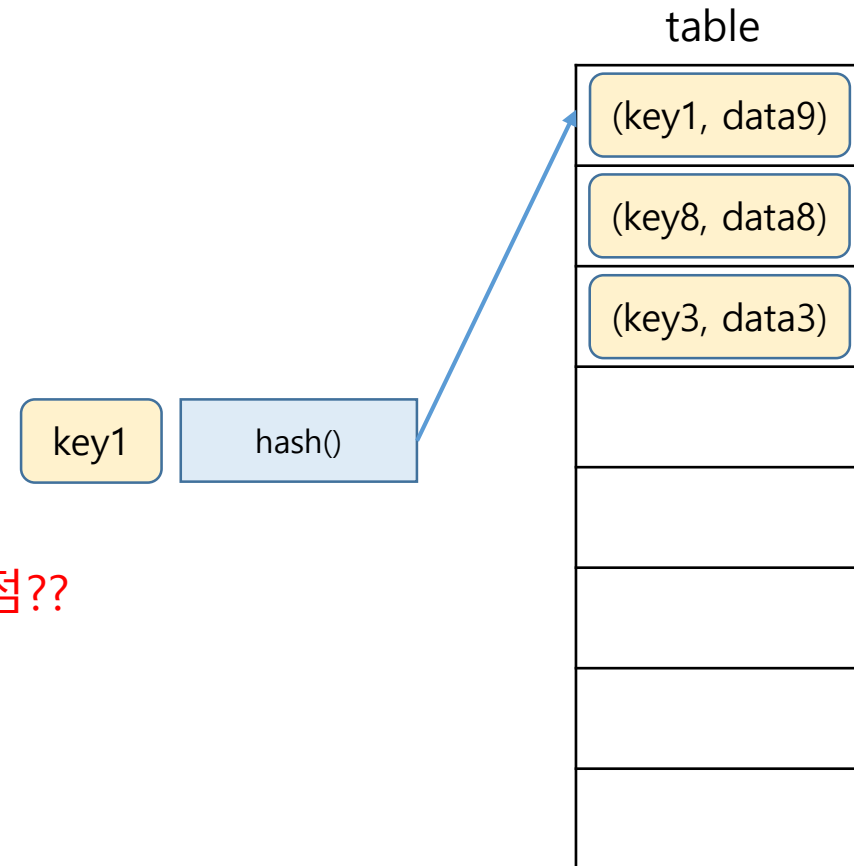 table
(key1, data9)
(key8, data8)
(key3, data3)
key1
hash()
점??